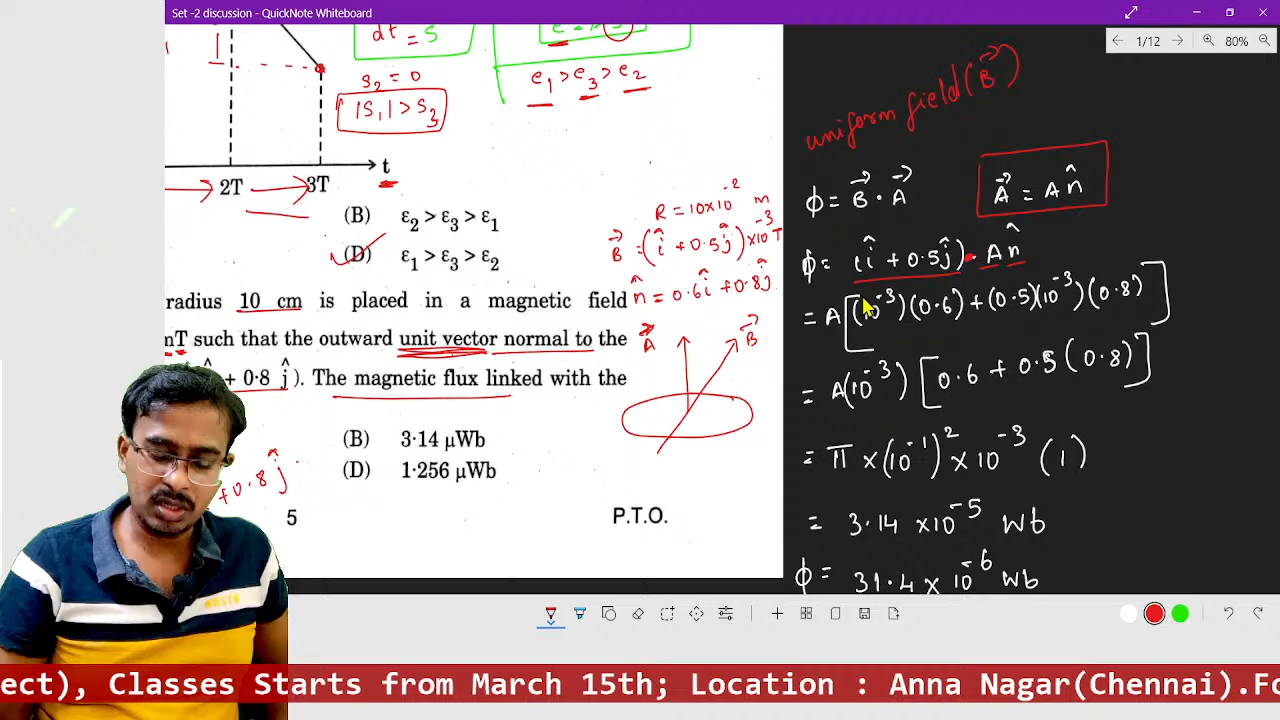 Set -2 discussion - QuickNote Whiteboard
1/12
80%
dt = 5
s₂ = 0
|S₁| > S₃
e₁ > e₃ > e₂
t
2T
3T
(B) ε₂ > ε₃ > ε₁
(D) ε₁ > ε₃ > ε₂
radius 10 cm is placed in a magnetic field
nT such that the outward unit vector normal to the
+ 0·8 ĵ). The magnetic flux linked with the
(B) 3·14 μWb
(D) 1·256 μWb
+0.8 ĵ
5
P.T.O.
R = 10×10⁻² m
B⃗ = (î + 0.5ĵ)×10⁻³ T
n̂ = 0.6î + 0.8ĵ
A⃗
B⃗
uniform field (B⃗)
ϕ = B⃗ · A⃗
A⃗ = A n̂
ϕ = (î + 0.5ĵ) · A n̂
= A[(10⁻³)(0.6) + (0.5)(10⁻³)(0.8)]
= A(10⁻³) [0.6 + 0.5(0.8)]
= π ×(10⁻¹)² × 10⁻³ (1)
= 3.14 ×10⁻⁵ Wb
ϕ = 31.4 × 10⁻⁶ Wb
ect), Classes Starts from March 15th; Location : Anna Nagar(Chennai).Fo